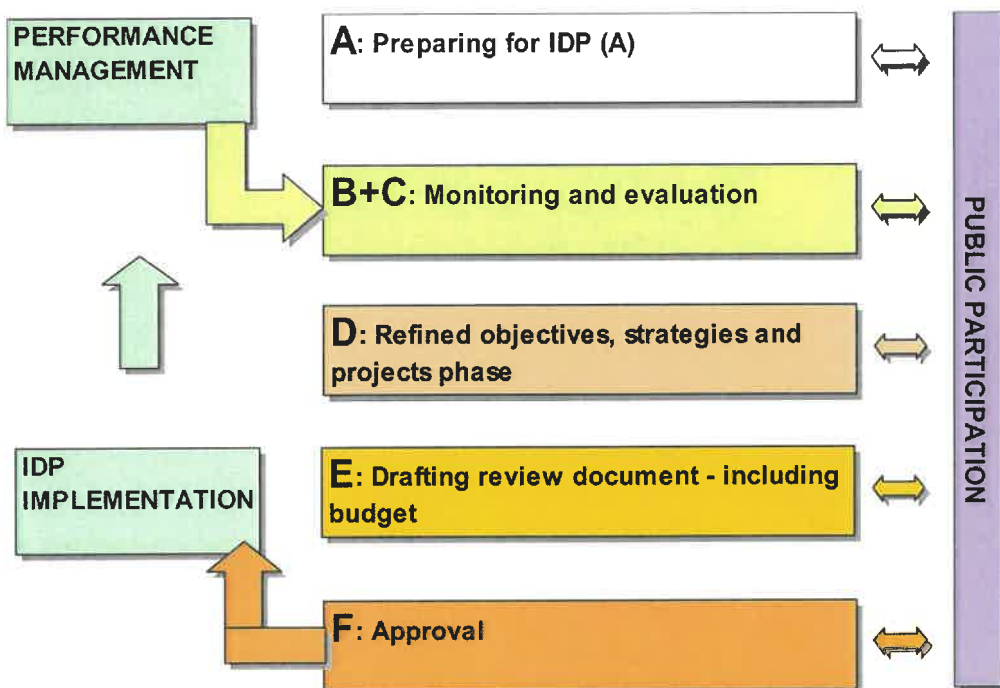 PERFORMANCE
MANAGEMENT
A: Preparing for IDP (A)
B+C: Monitoring and evaluation
D: Refined objectives, strategies and
projects phase
IDP
IMPLEMENTATION
E: Drafting review document - including
budget
F: Approval
PUBLIC PARTICIPATION